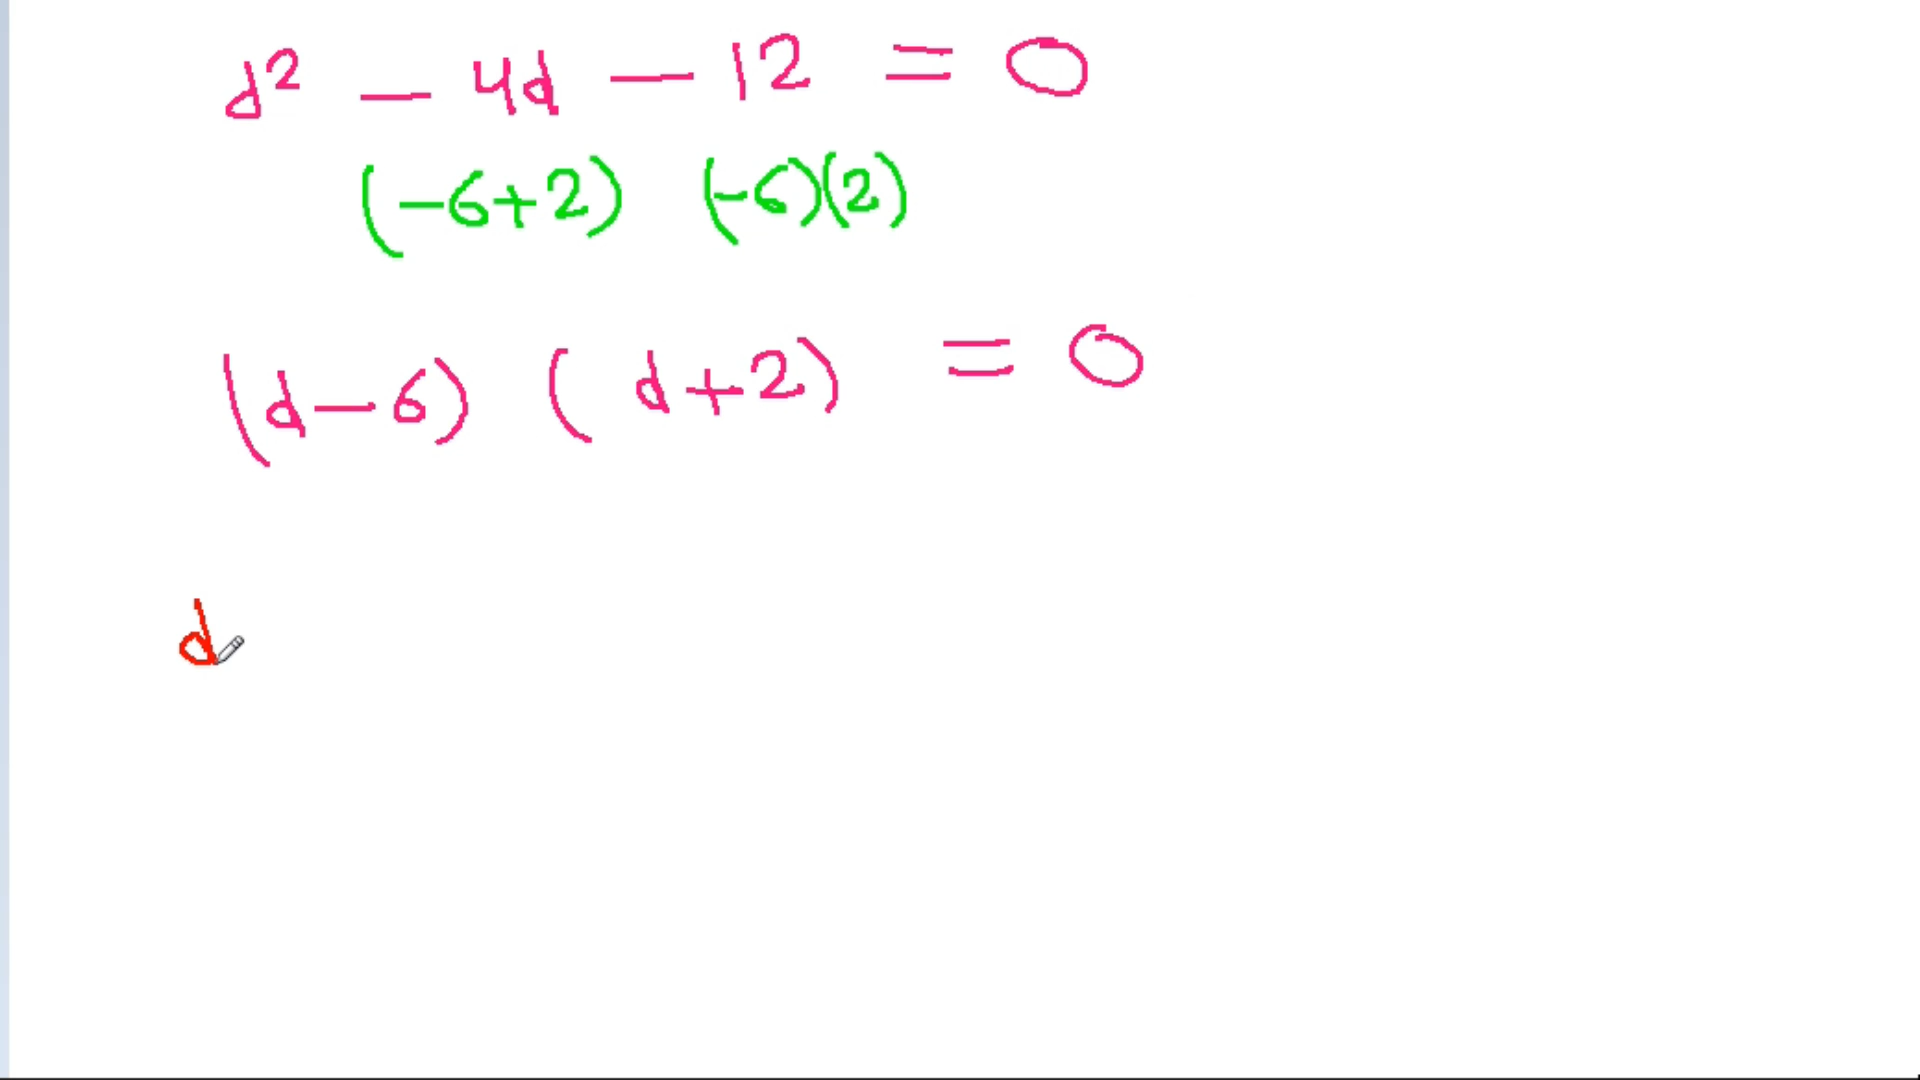 d² - 4d - 12 = 0
(-6+2) (-6)(2)
(d-6) (d+2) = 0
d